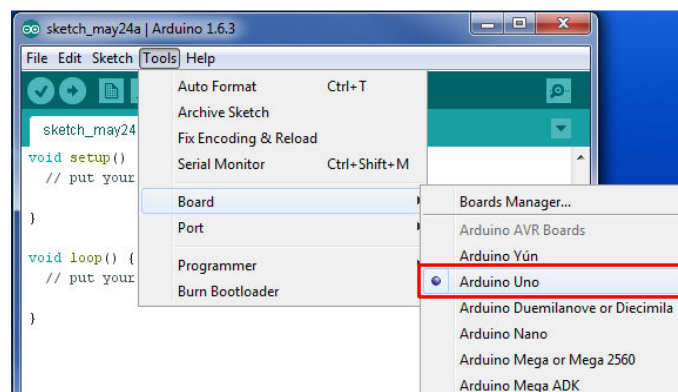 sketch_may24a | Arduino 1.6.3
File Edit Sketch Tools Help
Auto Format Ctrl+T
Archive Sketch
Fix Encoding & Reload
Serial Monitor Ctrl+Shift+M
Board
Port
Programmer
Burn Bootloader
sketch_may24
void setup()
// put your
}
void loop() {
// put your
}
Boards Manager...
Arduino AVR Boards
Arduino Yún
Arduino Uno
Arduino Duemilanove or Diecimila
Arduino Nano
Arduino Mega or Mega 2560
Arduino Mega ADK